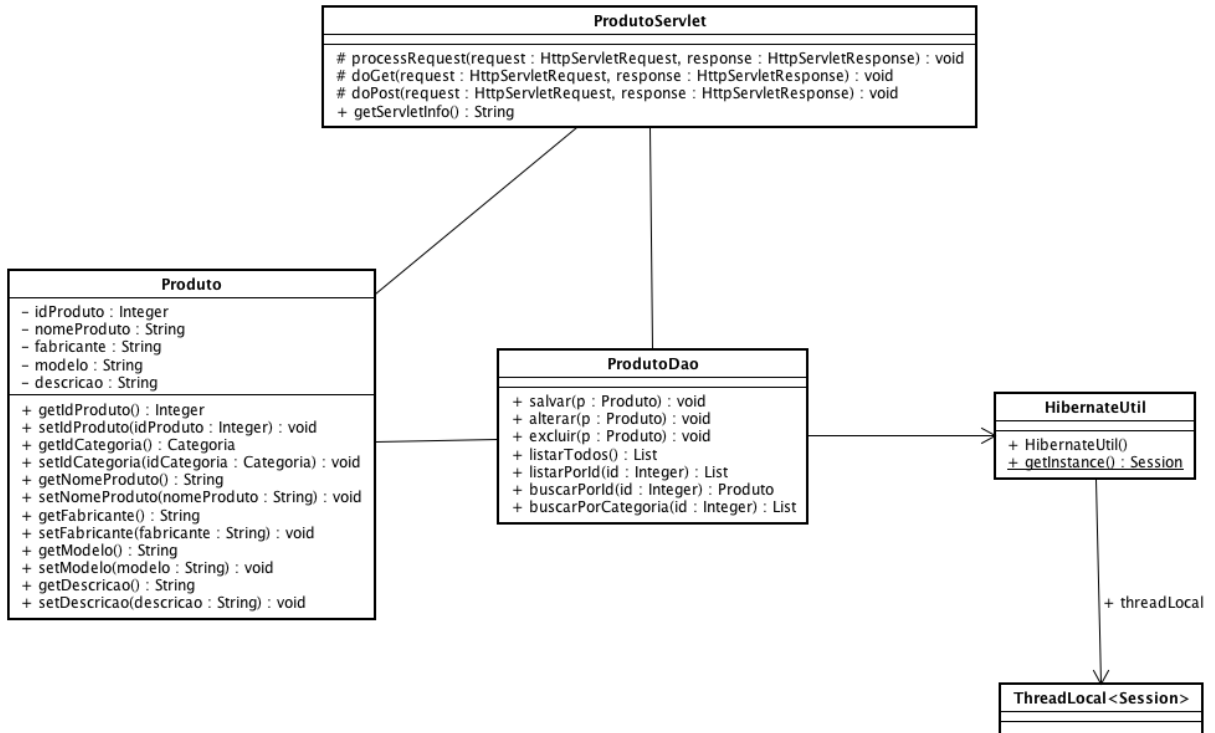 ProdutoServlet
# processRequest(request : HttpServletRequest, response : HttpServletResponse) : void
# doGet(request : HttpServletRequest, response : HttpServletResponse) : void
# doPost(request : HttpServletRequest, response : HttpServletResponse) : void
+ getServletInfo() : String
Produto
– idProduto : Integer
– nomeProduto : String
– fabricante : String
– modelo : String
– descricao : String
+ getIdProduto() : Integer
+ setIdProduto(idProduto : Integer) : void
+ getIdCategoria() : Categoria
+ setIdCategoria(idCategoria : Categoria) : void
+ getNomeProduto() : String
+ setNomeProduto(nomeProduto : String) : void
+ getFabricante() : String
+ setFabricante(fabricante : String) : void
+ getModelo() : String
+ setModelo(modelo : String) : void
+ getDescricao() : String
+ setDescricao(descricao : String) : void
ProdutoDao
+ salvar(p : Produto) : void
+ alterar(p : Produto) : void
+ excluir(p : Produto) : void
+ listarTodos() : List
+ listarPorId(id : Integer) : List
+ buscarPorId(id : Integer) : Produto
+ buscarPorCategoria(id : Integer) : List
HibernateUtil
+ HibernateUtil()
+ getInstance() : Session
+ threadLocal
ThreadLocal<Session>